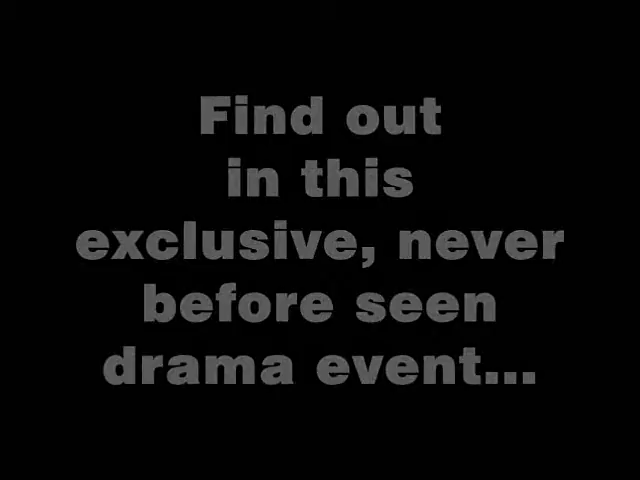 Find out
in this
exclusive, never
before seen
drama event...